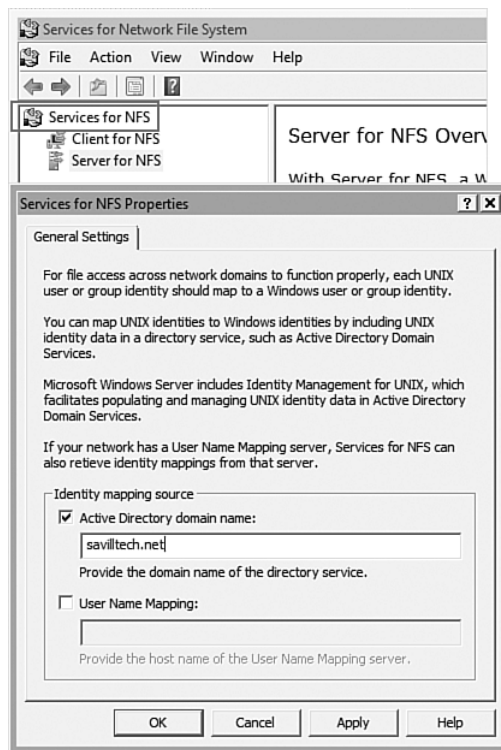 Services for Network File System
File Action View Window Help
Services for NFS
Client for NFS
Server for NFS
Server for NFS Overv
With Server for NFS, a W
Services for NFS Properties
General Settings
For file access across network domains to function properly, each UNIX
user or group identity should map to a Windows user or group identity.
You can map UNIX identities to Windows identities by including UNIX
identity data in a directory service, such as Active Directory Domain
Services.
Microsoft Windows Server includes Identity Management for UNIX, which
facilitates populating and managing UNIX identity data in Active Directory
Domain Services.
If your network has a User Name Mapping server, Services for NFS can
also retieve identity mappings from that server.
Identity mapping source
Active Directory domain name:
savilltech.net
Provide the domain name of the directory service.
User Name Mapping:
Provide the host name of the User Name Mapping server.
OK Cancel Apply Help